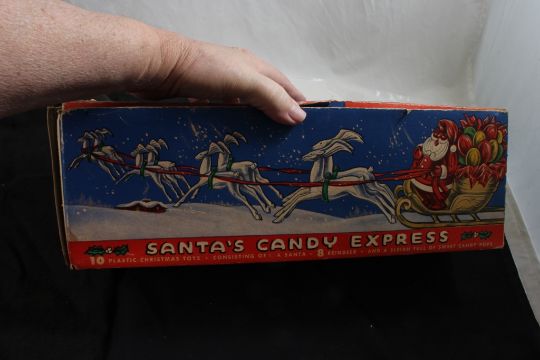 SANTA'S CANDY EXPRESS
10 PLASTIC CHRISTMAS TOYS • CONSISTING OF: A SANTA • 8 REINDEER • AND A SLEIGH FULL OF SWEET CANDY POPS